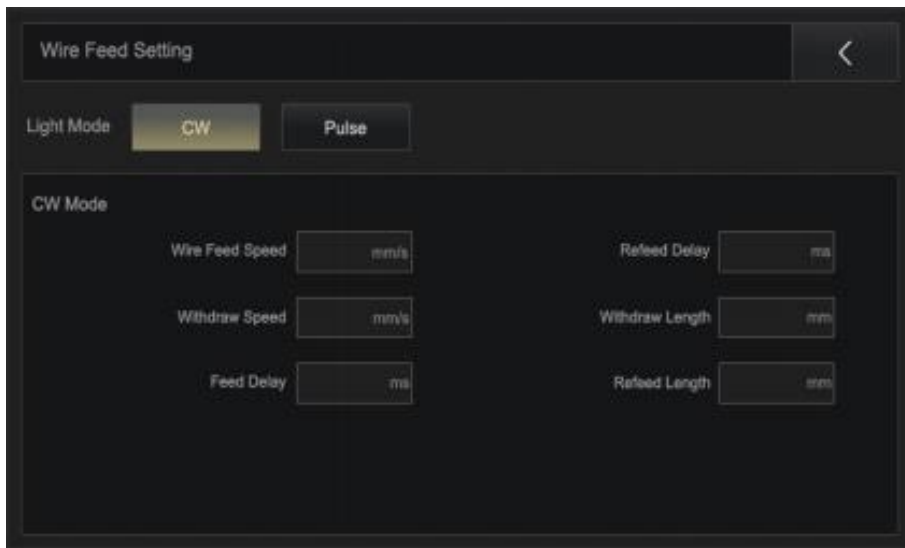 Wire Feed Setting
Light Mode CW Pulse
CW Mode
Wire Feed Speed mm/s Refeed Delay ms
Withdraw Speed mm/s Withdraw Length mm
Feed Delay ms Refeed Length mm